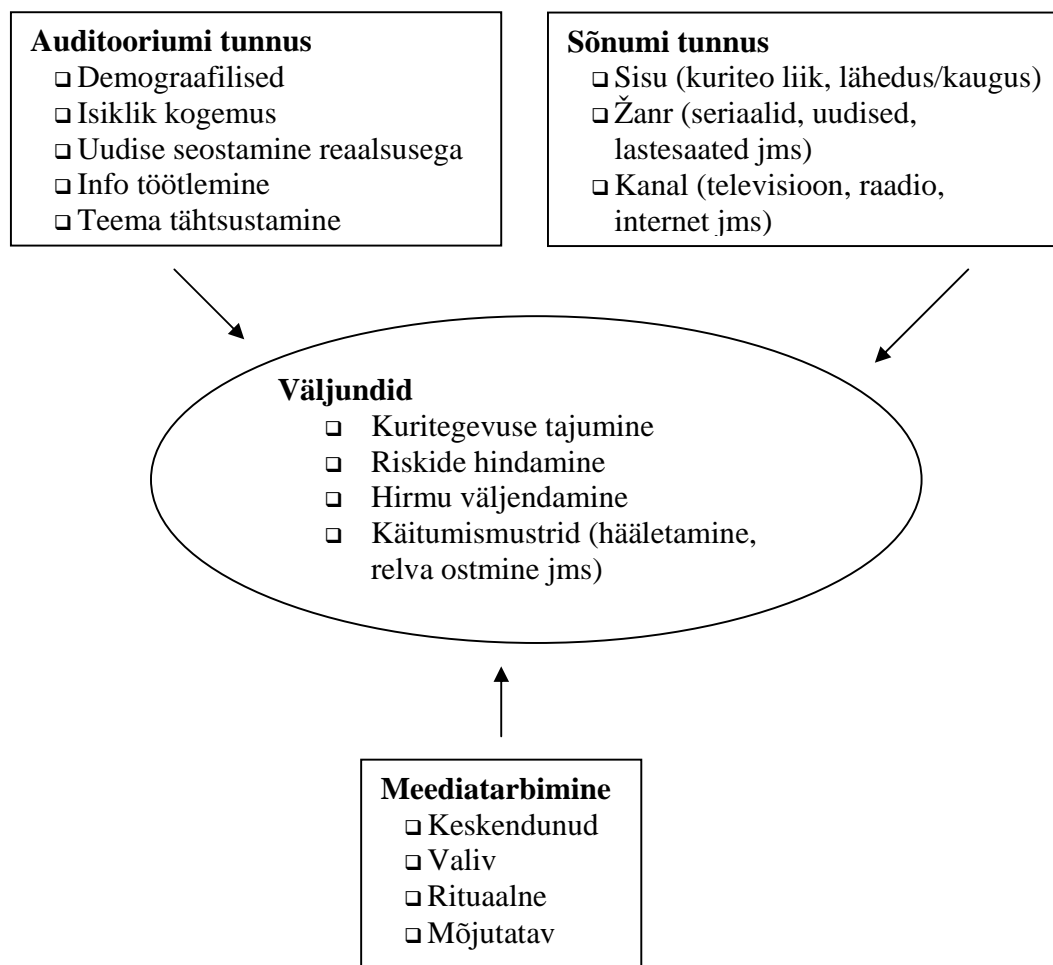 Auditooriumi tunnus
❑ Demograafilised
❑ Isiklik kogemus
❑ Uudise seostamine reaalsusega
❑ Info töötlemine
❑ Teema tähtsustamine
Sõnumi tunnus
❑ Sisu (kuriteo liik, lähedus/kaugus)
❑ Žanr (seriaalid, uudised,
lastesaated jms)
❑ Kanal (televisioon, raadio,
internet jms)
Väljundid
❑ Kuritegevuse tajumine
❑ Riskide hindamine
❑ Hirmu väljendamine
❑ Käitumismustrid (hääletamine,
relva ostmine jms)
Meediatarbimine
❑ Keskendunud
❑ Valiv
❑ Rituaalne
❑ Mõjutatav